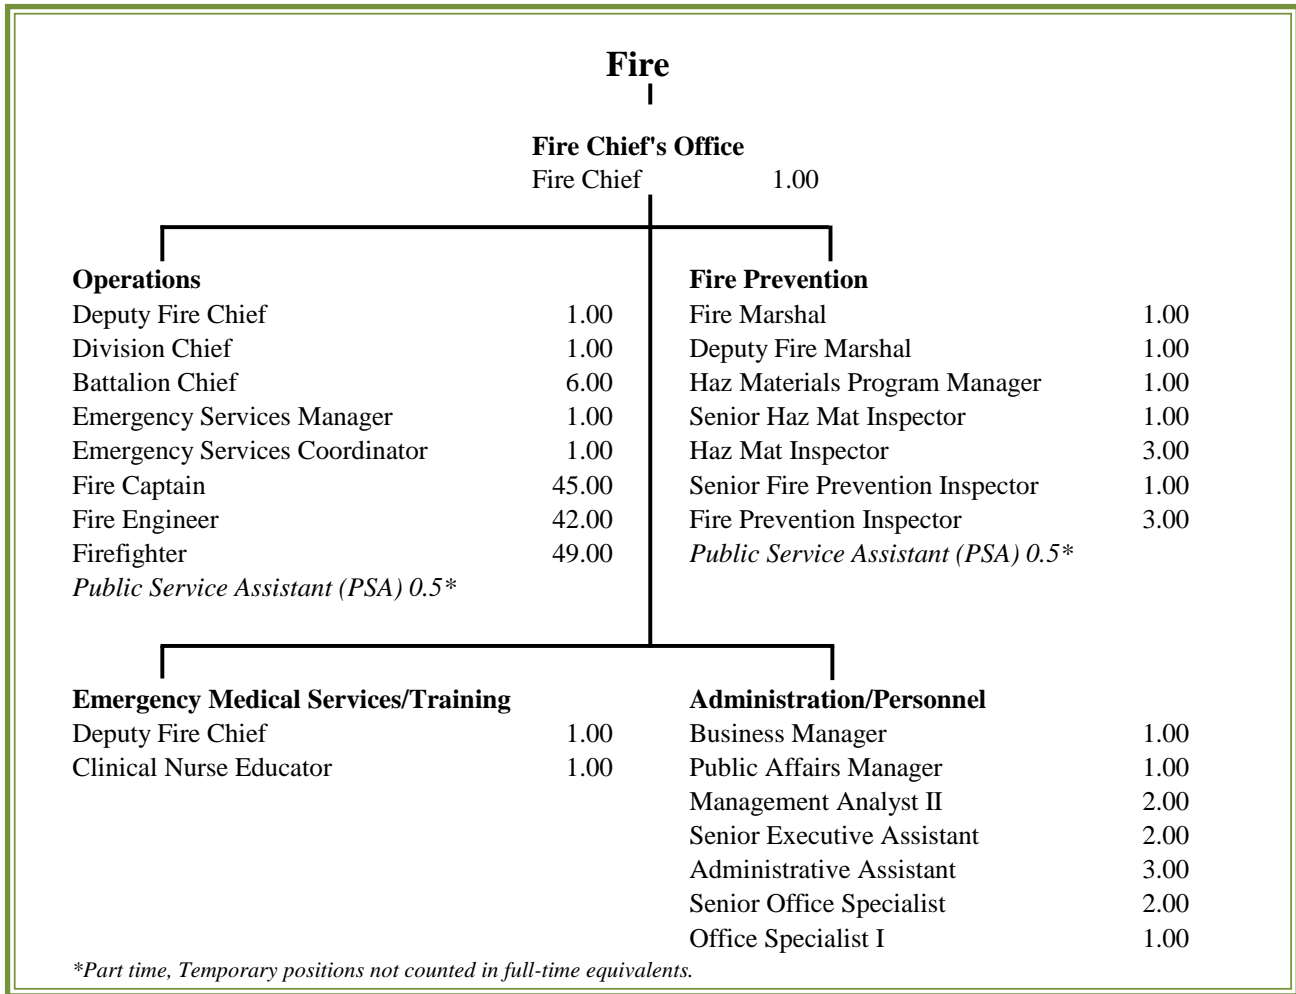 Fire
Fire Chief's Office
Fire Chief 1.00
Operations
Deputy Fire Chief 1.00
Division Chief 1.00
Battalion Chief 6.00
Emergency Services Manager 1.00
Emergency Services Coordinator 1.00
Fire Captain 45.00
Fire Engineer 42.00
Firefighter 49.00
Public Service Assistant (PSA) 0.5*
Fire Prevention
Fire Marshal 1.00
Deputy Fire Marshal 1.00
Haz Materials Program Manager 1.00
Senior Haz Mat Inspector 1.00
Haz Mat Inspector 3.00
Senior Fire Prevention Inspector 1.00
Fire Prevention Inspector 3.00
Public Service Assistant (PSA) 0.5*
Emergency Medical Services/Training
Deputy Fire Chief 1.00
Clinical Nurse Educator 1.00
Administration/Personnel
Business Manager 1.00
Public Affairs Manager 1.00
Management Analyst II 2.00
Senior Executive Assistant 2.00
Administrative Assistant 3.00
Senior Office Specialist 2.00
Office Specialist I 1.00
*Part time, Temporary positions not counted in full-time equivalents.